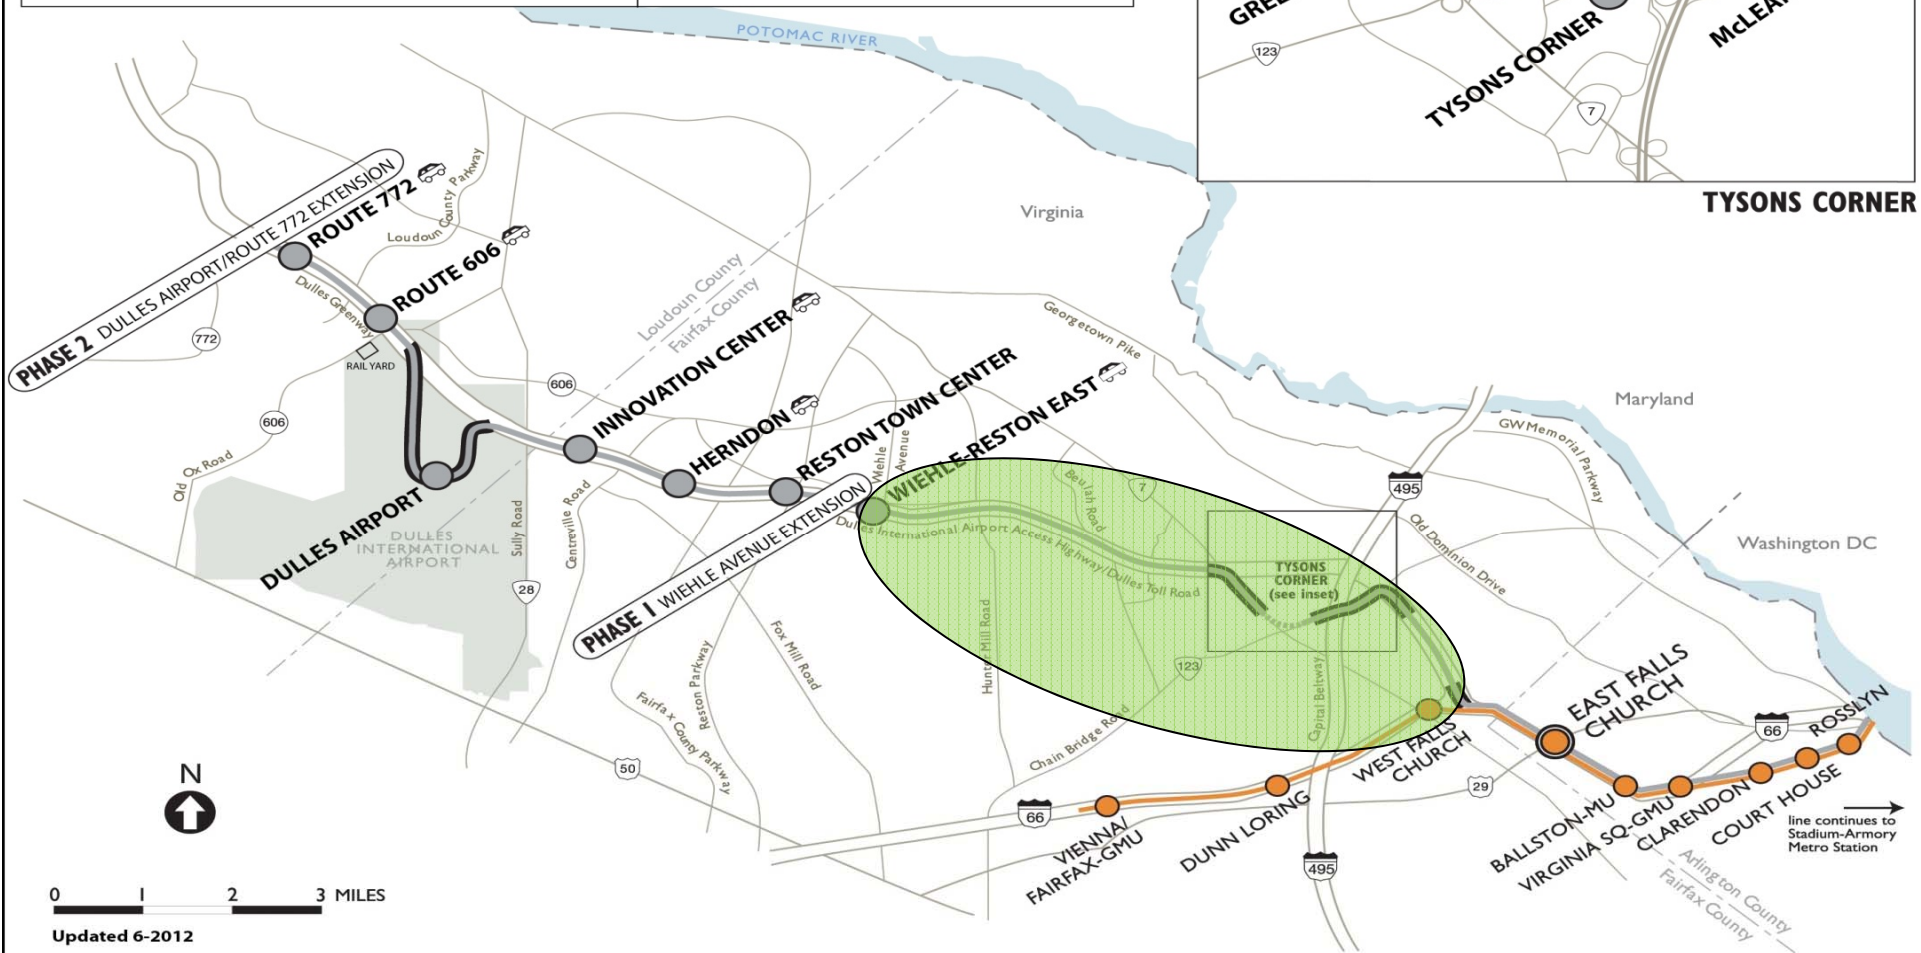 POTOMAC RIVER
123
TYSONS CORNER
7
TYSONS CORNER
Virginia
Maryland
Washington DC
PHASE 2 DULLES AIRPORT/ROUTE 772 EXTENSION
ROUTE 772
Loudoun County Parkway
ROUTE 606
Dulles Greenway
772
RAIL YARD
606
606
Old Ox Road
DULLES AIRPORT
DULLES
INTERNATIONAL
AIRPORT
Sully Road
28
Loudoun County
Fairfax County
INNOVATION CENTER
HERNDON
RESTON TOWN CENTER
Wiehle
Avenue
WIEHLE-RESTON EAST
Centreville Road
PHASE 1 WIEHLE AVENUE EXTENSION
Dulles International Airport Access Highway/Dulles Toll Road
Georgetown Pike
Beulah Road
7
TYSONS
CORNER
(see inset)
495
GW Memorial Parkway
Old Dominion Drive
Hunter Mill Road
123
Capital Beltway
Chain Bridge Road
Fox Mill Road
Reston Parkway
Fairfax County Parkway
50
66
VIENNA/
FAIRFAX-GMU
DUNN LORING
WEST FALLS
CHURCH
EAST FALLS
CHURCH
29
495
66
ROSSLYN
BALLSTON-MU
VIRGINIA SQ-GMU
CLARENDON
COURT HOUSE
line continues to
Stadium-Armory
Metro Station
Arlington County
Fairfax County
N
0 1 2 3 MILES
Updated 6-2012